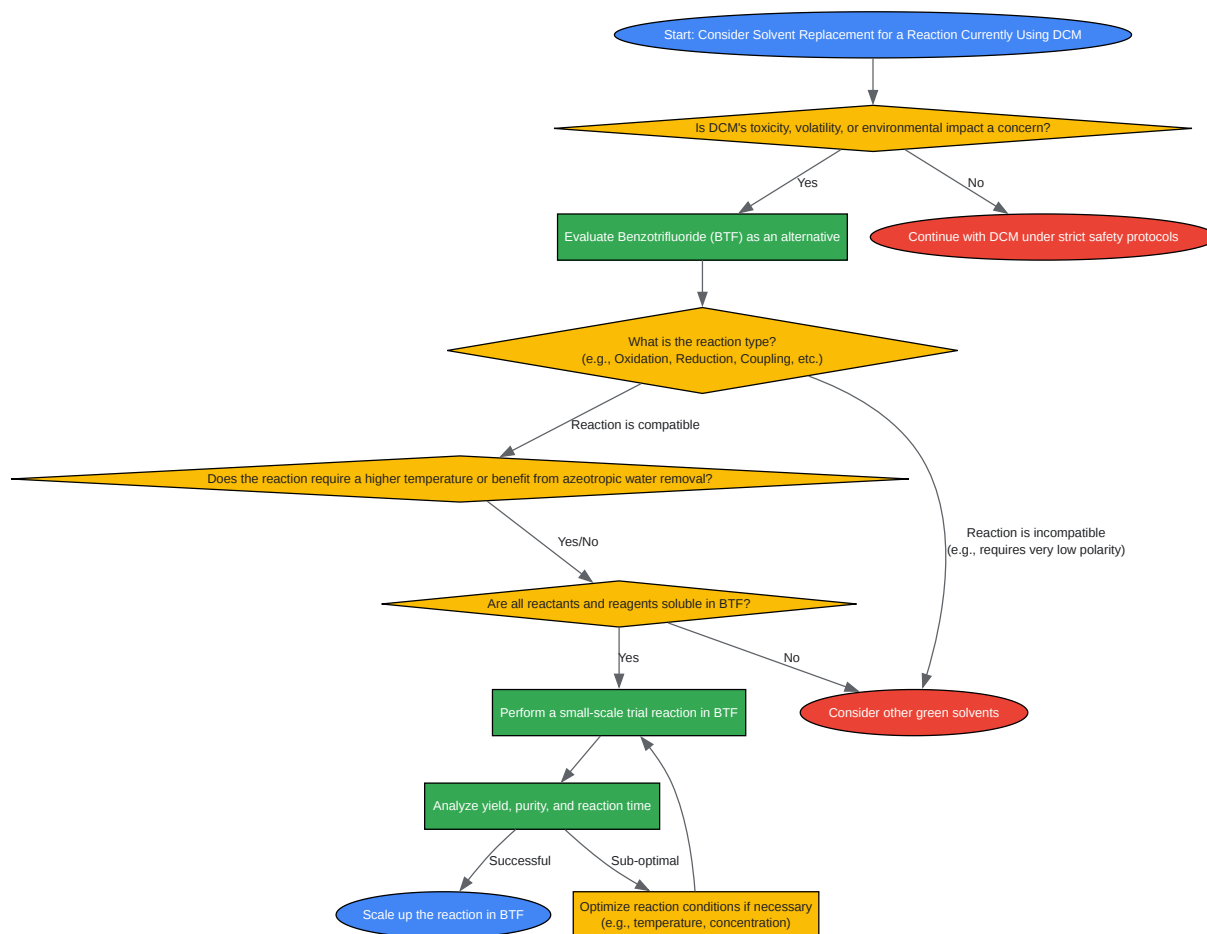 Start: Consider Solvent Replacement for a Reaction Currently Using DCM
Is DCM's toxicity, volatility, or environmental impact a concern?
Yes
No
Evaluate Benzotrifluoride (BTF) as an alternative
Continue with DCM under strict safety protocols
What is the reaction type?
(e.g., Oxidation, Reduction, Coupling, etc.)
Reaction is compatible
Does the reaction require a higher temperature or benefit from azeotropic water removal?
Reaction is incompatible
(e.g., requires very low polarity)
Yes/No
Are all reactants and reagents soluble in BTF?
Yes
No
Perform a small-scale trial reaction in BTF
Consider other green solvents
Analyze yield, purity, and reaction time
Successful
Sub-optimal
Scale up the reaction in BTF
Optimize reaction conditions if necessary
(e.g., temperature, concentration)